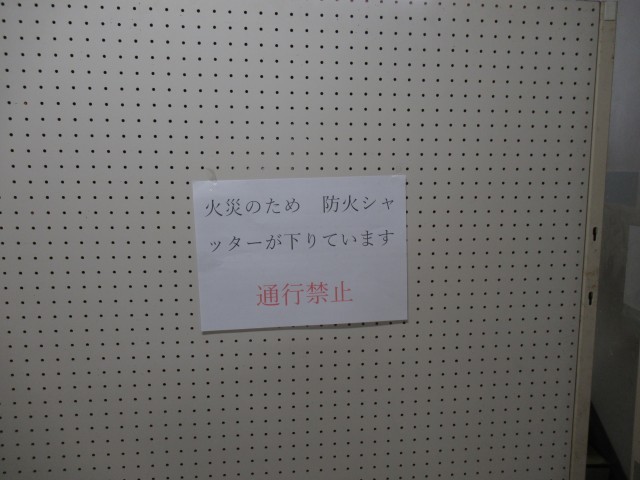 火災のため　防火シャ
ッターが下りています
通行禁止